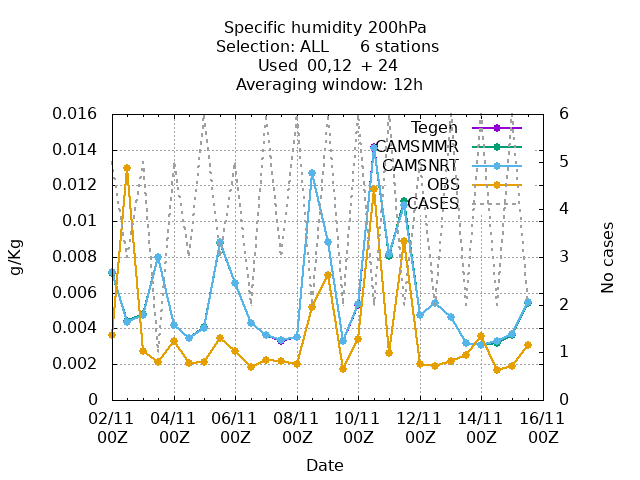 Specific humidity 200hPa
Selection: ALL 6 stations
Used 00,12 + 24
Averaging window: 12h
0.016
0.014
0.012
0.01
0.008
0.006
0.004
0.002
0
g/Kg
6
5
4
3
2
1
0
No cases
Tegen
CAMSMMR
CAMSNRT
OBS
CASES
02/11 04/11 06/11 08/11 10/11 12/11 14/11 16/11
00Z 00Z 00Z 00Z 00Z 00Z 00Z 00Z
Date